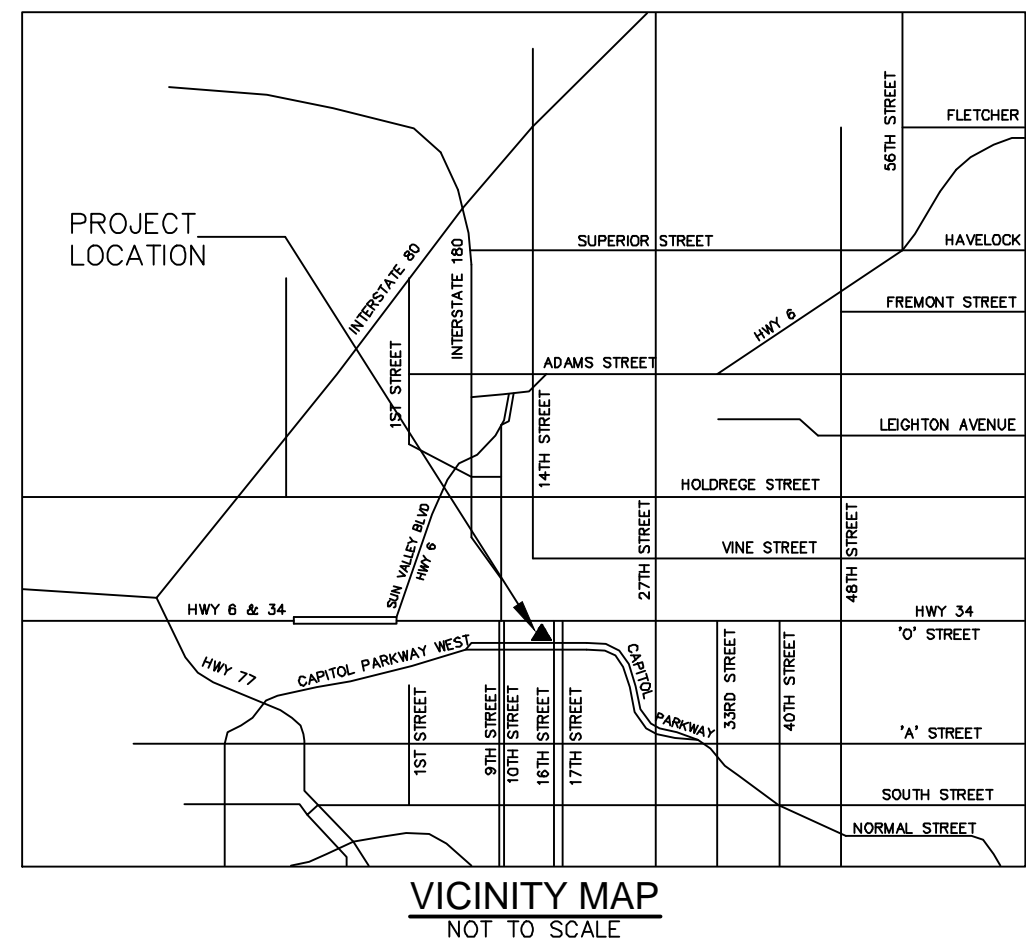 56TH STREET
FLETCHER
PROJECT
LOCATION
SUPERIOR STREET
HAVELOCK
INTERSTATE 80
INTERSTATE 180
FREMONT STREET
HWY 6
ADAMS STREET
1ST STREET
14TH STREET
LEIGHTON AVENUE
HOLDREGE STREET
SUN VALLEY BLVD
HWY 6
27TH STREET
VINE STREET
48TH STREET
HWY 6 & 34
HWY 34
'O' STREET
HWY 77
CAPITOL PARKWAY WEST
CAPITOL
PARKWAY
33RD STREET
40TH STREET
1ST STREET
9TH STREET
10TH STREET
16TH STREET
17TH STREET
'A' STREET
SOUTH STREET
NORMAL STREET
VICINITY MAP
NOT TO SCALE